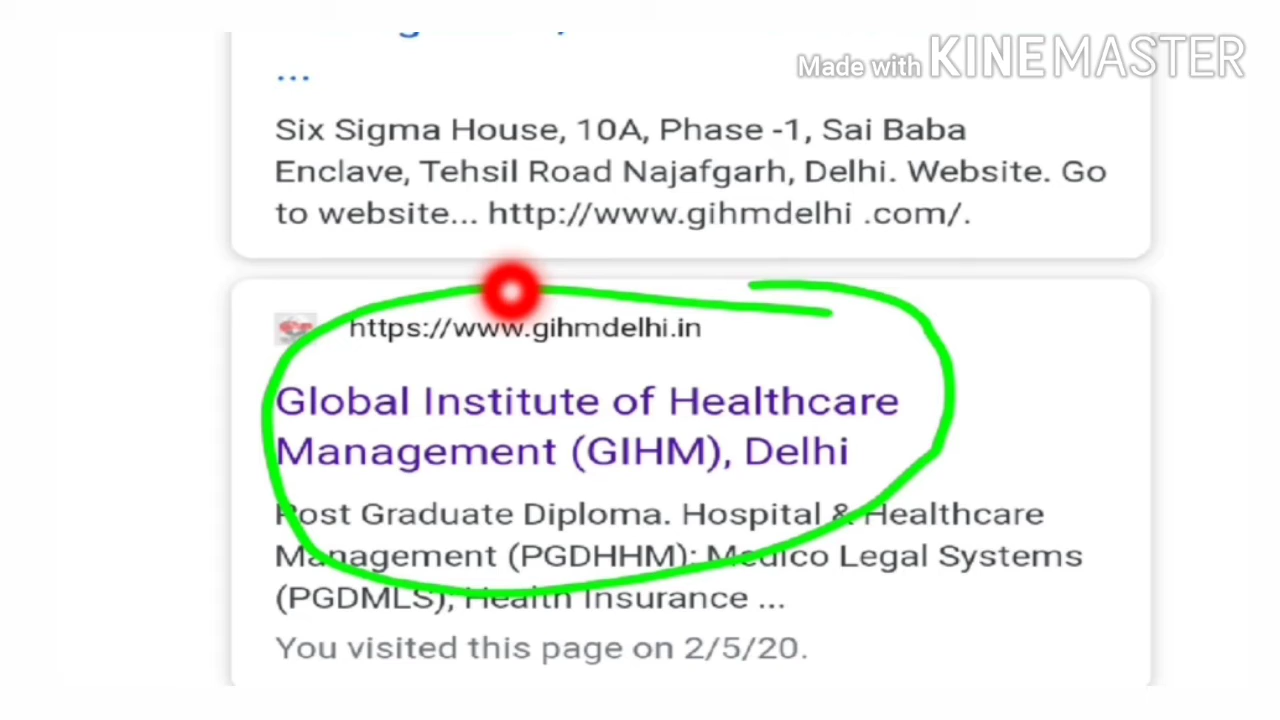 ...
Made with KINEMASTER
Six Sigma House, 10A, Phase -1, Sai Baba
Enclave, Tehsil Road Najafgarh, Delhi. Website. Go
to website... http://www.gihmdelhi .com/.
https://www.gihmdelhi.in
Global Institute of Healthcare
Management (GIHM), Delhi
Post Graduate Diploma. Hospital & Healthcare
Management (PGDHHM); Medico Legal Systems
(PGDMLS), Health Insurance ...
You visited this page on 2/5/20.